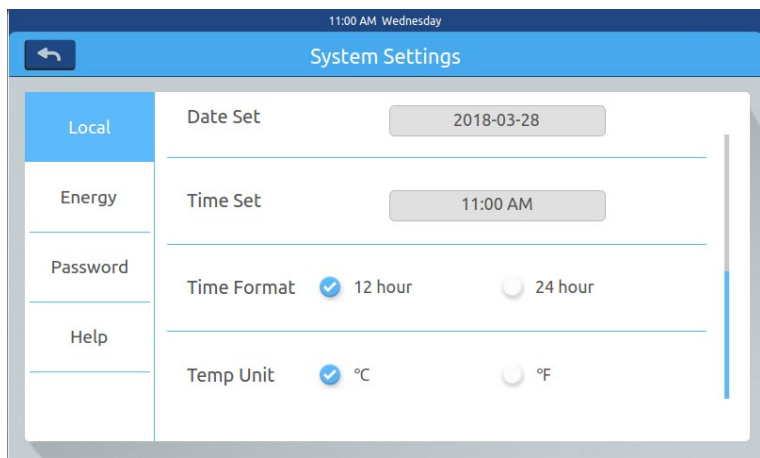 11:00 AM Wednesday
System Settings
Local
Date Set 2018-03-28
Energy
Time Set 11:00 AM
Password
Time Format 12 hour 24 hour
Help
Temp Unit ℃ ℉